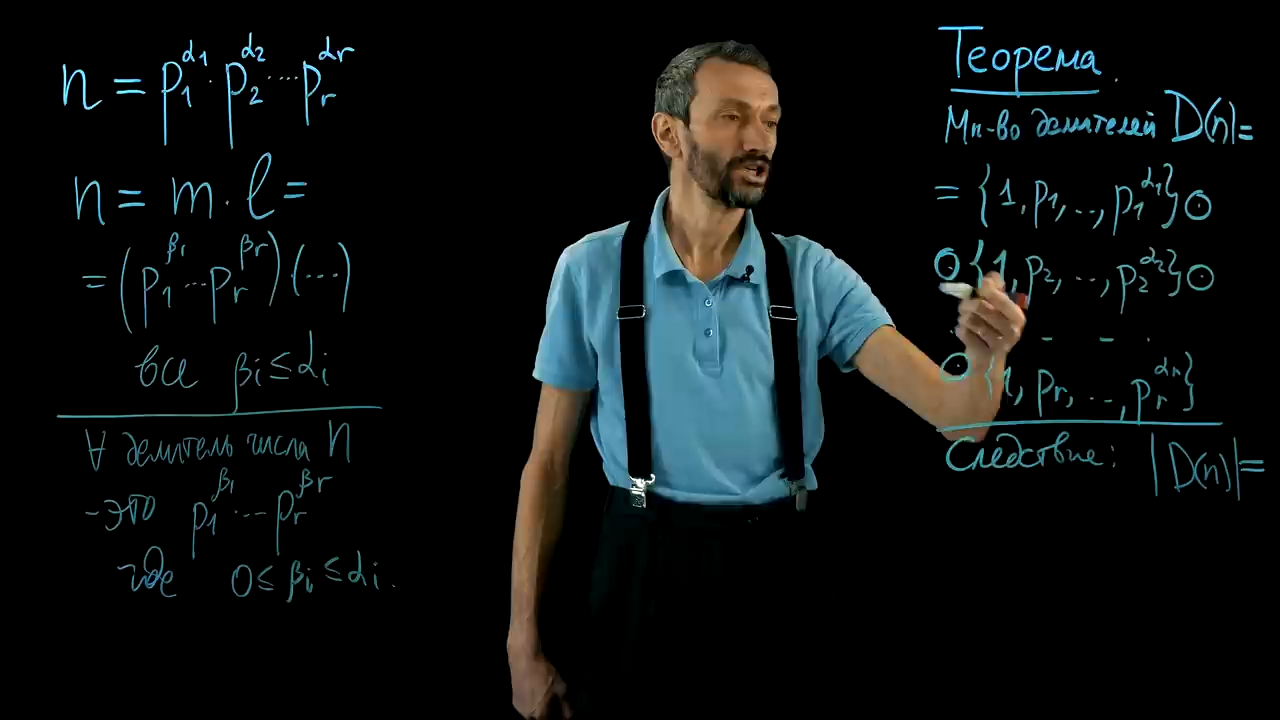 n = p₁^α₁ · p₂^α₂ ··· pᵣ^αr
n = m · l =
= (p₁^β₁ ... pᵣ^βr) · (...)
все βᵢ ≤ αᵢ
∀ делитель числа n
- это p₁^β₁ ... pᵣ^βr
где 0 ≤ βᵢ ≤ αᵢ.
Теорема.
Мн-во делителей D(n) =
= {1, p₁, ..., p₁^α₁} ⊙
⊙ {1, p₂, ..., p₂^α₂} ⊙
. - - .
⊙ {1, pᵣ, ..., pᵣ^αr}
Следствие: |D(n)| =